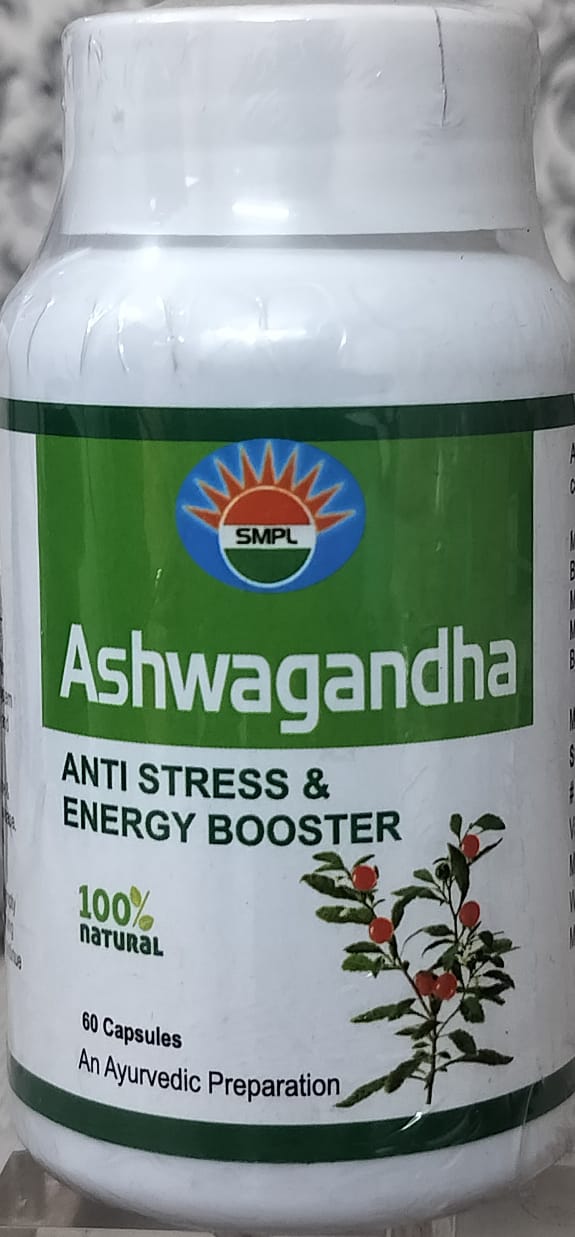 SMPL
Ashwagandha
ANTI STRESS &
ENERGY BOOSTER
100%
natural
60 Capsules
An Ayurvedic Preparation